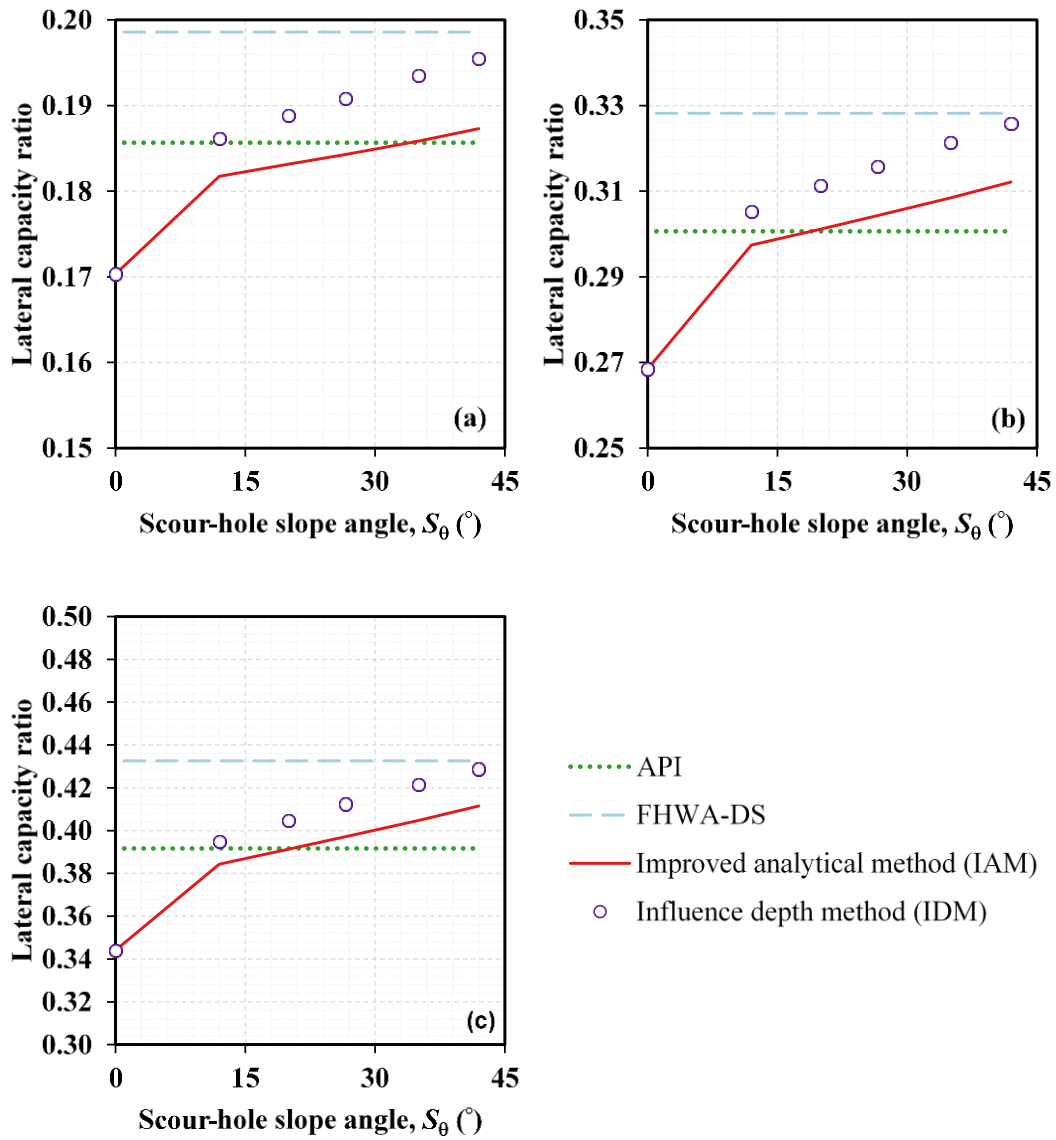 0.20
0.19
0.18
0.17
0.16
0.15
Lateral capacity ratio
(a)
0 15 30 45
Scour-hole slope angle, Sθ (°)
0.35
0.33
0.31
0.29
0.27
0.25
Lateral capacity ratio
(b)
0 15 30 45
Scour-hole slope angle, Sθ (°)
0.50
0.48
0.46
0.44
0.42
0.40
0.38
0.36
0.34
0.32
0.30
Lateral capacity ratio
(c)
0 15 30 45
Scour-hole slope angle, Sθ (°)
API
FHWA-DS
Improved analytical method (IAM)
Influence depth method (IDM)